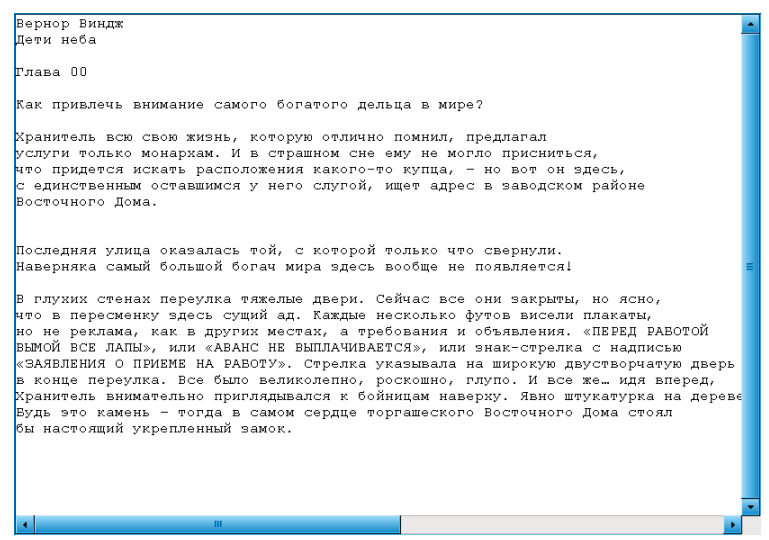 Вернор Виндж
Дети неба
Глава 00
Как привлечь внимание самого богатого дельца в мире?
Хранитель всю свою жизнь, которую отлично помнил, предлагал
услуги только монархам. И в страшном сне ему не могло присниться,
что придется искать расположения какого-то купца, – но вот он здесь,
с единственным оставшимся у него слугой, ищет адрес в заводском районе
Восточного Дома.
Последняя улица оказалась той, с которой только что свернули.
Наверняка самый большой богач мира здесь вообще не появляется!
В глухих стенах переулка тяжелые двери. Сейчас все они закрыты, но ясно,
что в пересменку здесь сущий ад. Каждые несколько футов висели плакаты,
но не реклама, как в других местах, а требования и объявления. «ПЕРЕД РАБОТОЙ
ВЫМОЙ ВСЕ ЛАПЫ», или «АВАНС НЕ ВЫПЛАЧИВАЕТСЯ», или знак-стрелка с надписью
«ЗАЯВЛЕНИЯ О ПРИЕМЕ НА РАБОТУ». Стрелка указывала на широкую двустворчатую дверь
в конце переулка. Все было великолепно, роскошно, глупо. И все же… идя вперед,
Хранитель внимательно приглядывался к бойницам наверху. Явно штукатурка на
Будь это камень – тогда в самом сердце торгашеского Восточного Дома стоял
бы настоящий укрепленный замок.